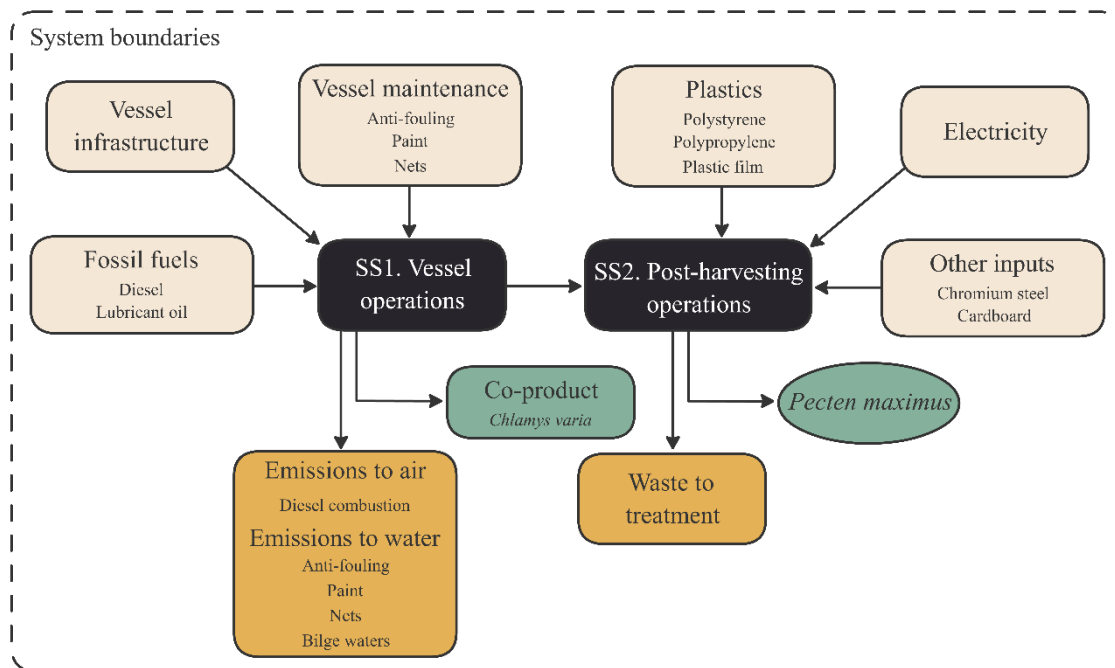 System boundaries
Vessel
infrastructure
Vessel maintenance
Anti-fouling
Paint
Nets
Plastics
Polystyrene
Polypropylene
Plastic film
Electricity
Fossil fuels
Diesel
Lubricant oil
SS1. Vessel
operations
SS2. Post-harvesting
operations
Other inputs
Chromium steel
Cardboard
Co-product
Chlamys varia
Pecten maximus
Emissions to air
Diesel combustion
Emissions to water
Anti-fouling
Paint
Nets
Bilge waters
Waste to
treatment